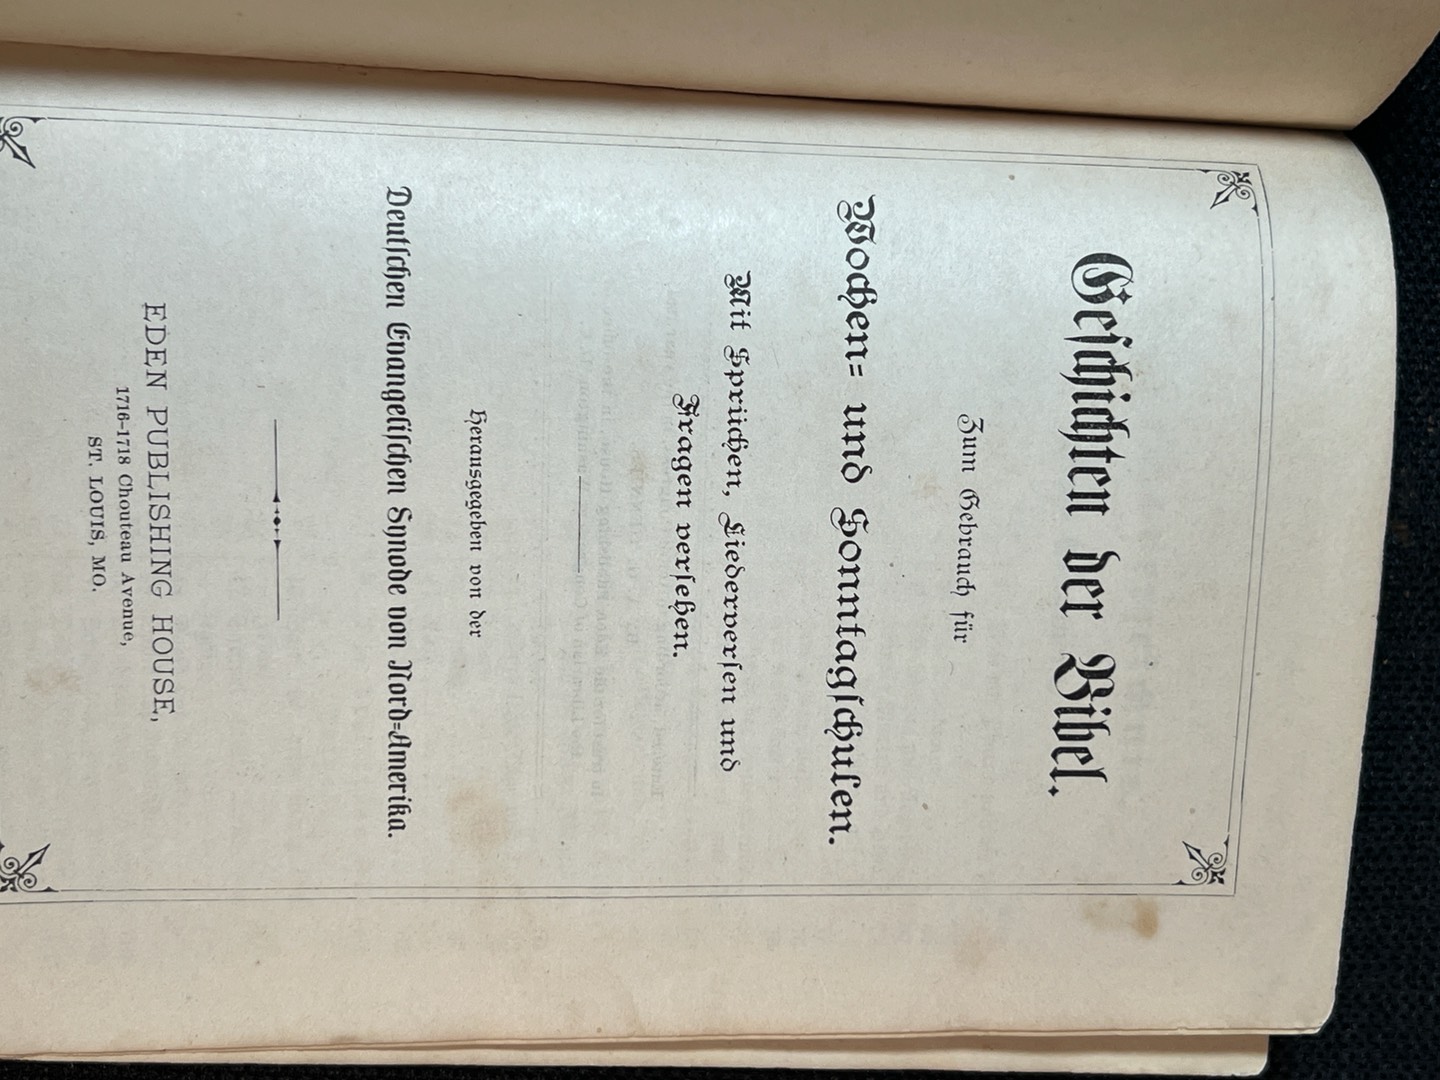 Geschichten der Bibel.
Zum Gebrauch für
Wochen= und Sonntagschulen.
Mit Sprüchen, Liederversen und
Fragen versehen.
Herausgegeben von der
Deutschen Evangelischen Synode von Nord=Amerika.
EDEN PUBLISHING HOUSE,
1716-1718 Chouteau Avenue,
ST. LOUIS, MO.